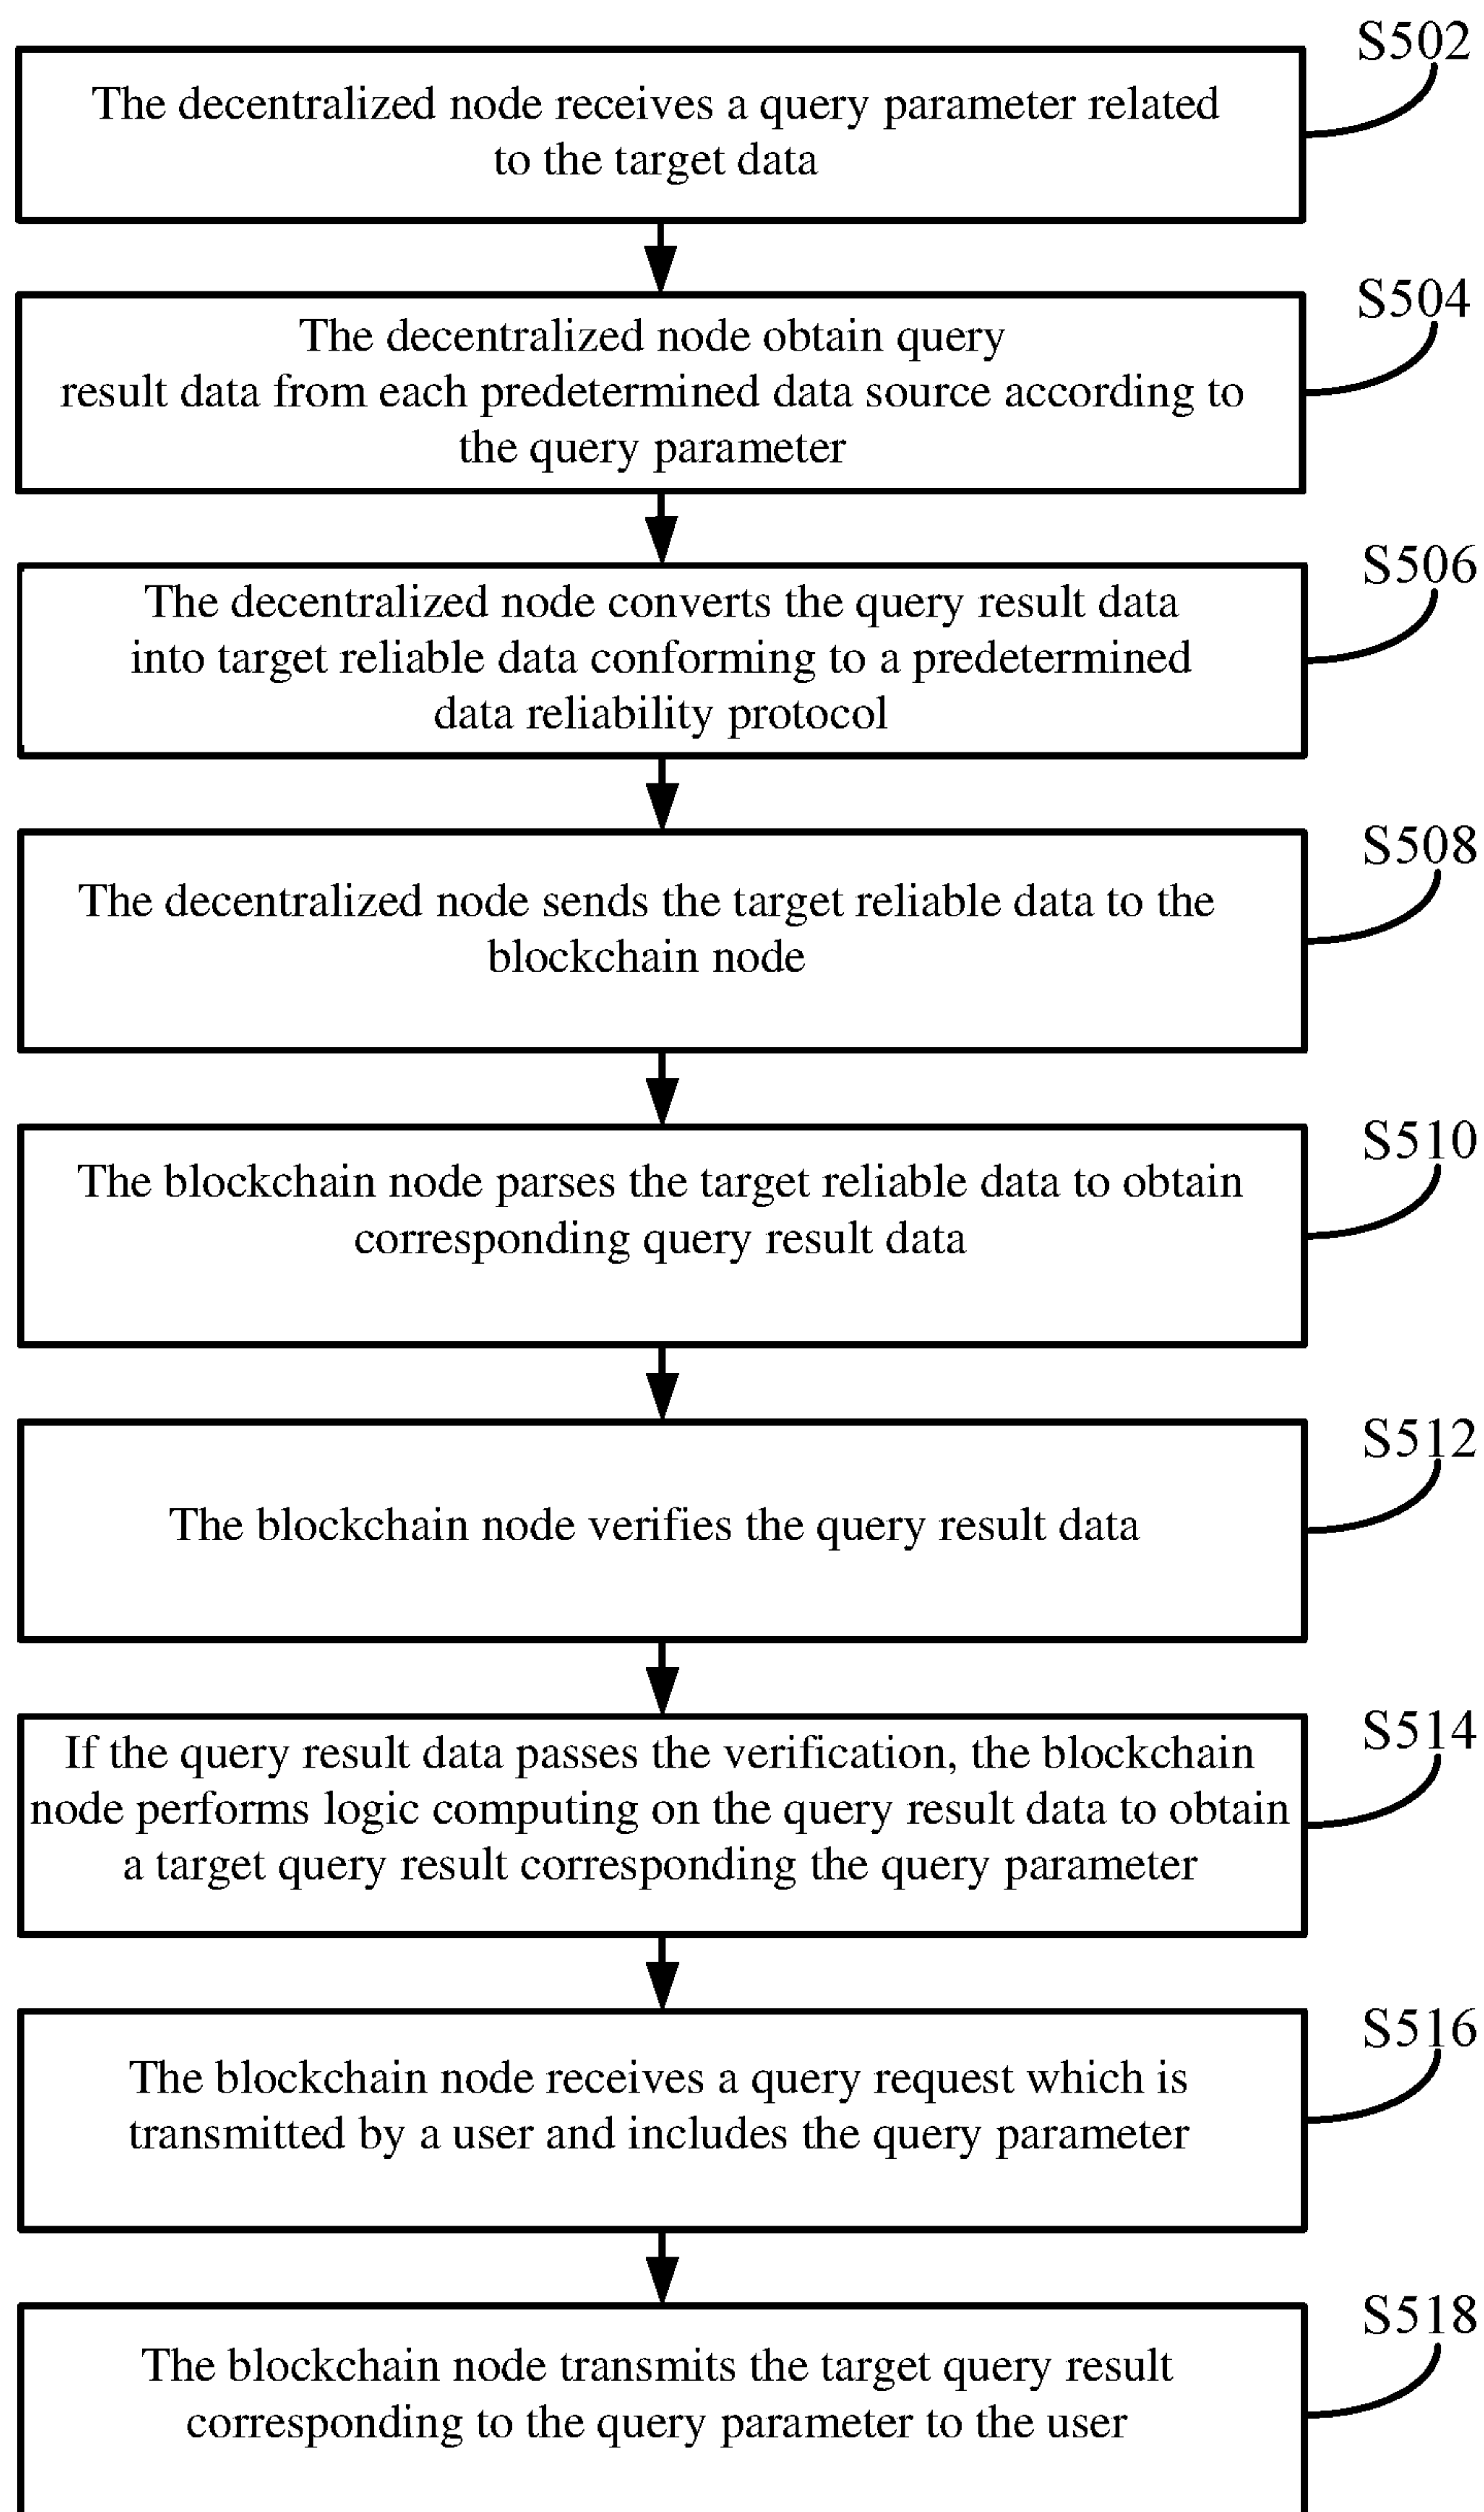 S502
The decentralized node receives a query parameter related
to the target data
S504
The decentralized node obtain query
result data from each predetermined data source according to
the query parameter
S506
The decentralized node converts the query result data
into target reliable data conforming to a predetermined
data reliability protocol
S508
The decentralized node sends the target reliable data to the
blockchain node
S510
The blockchain node parses the target reliable data to obtain
corresponding query result data
S512
The blockchain node verifies the query result data
S514
If the query result data passes the verification, the blockchain
node performs logic computing on the query result data to obtain
a target query result corresponding the query parameter
S516
The blockchain node receives a query request which is
transmitted by a user and includes the query parameter
S518
The blockchain node transmits the target query result
corresponding to the query parameter to the user